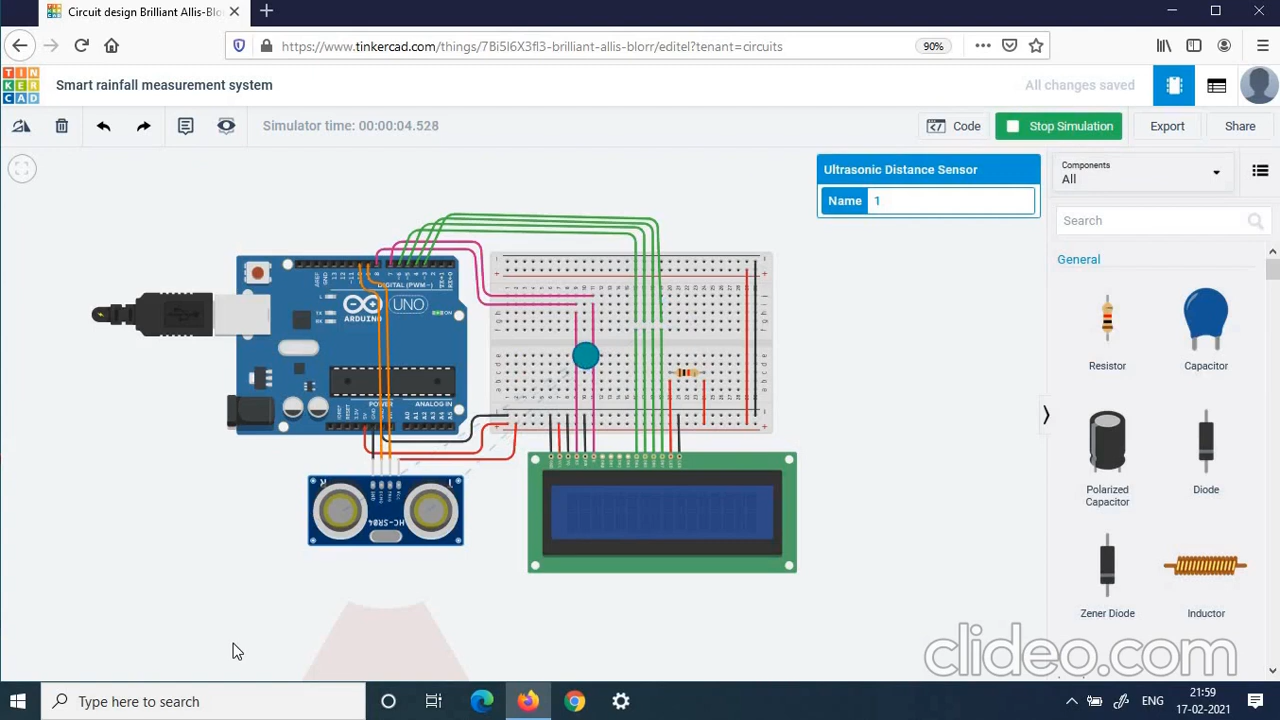 Circuit design Brilliant Allis-Blo
https://www.tinkercad.com/things/7Bi5I6X3fI3-brilliant-allis-blorr/editel?tenant=circuits
90%
TINKERCAD
Smart rainfall measurement system
All changes saved
Simulator time: 00:00:04.528
Code
Stop Simulation
Export
Share
Ultrasonic Distance Sensor
Name 1
Components
All
Search
General
Resistor
Capacitor
Polarized
Capacitor
Diode
Zener Diode
Inductor
DIGITAL (PWM~)
UNO
ARDUINO
POWER
ANALOG IN
HC-SR04
clideo.com
Type here to search
ENG
21:59
17-02-2021